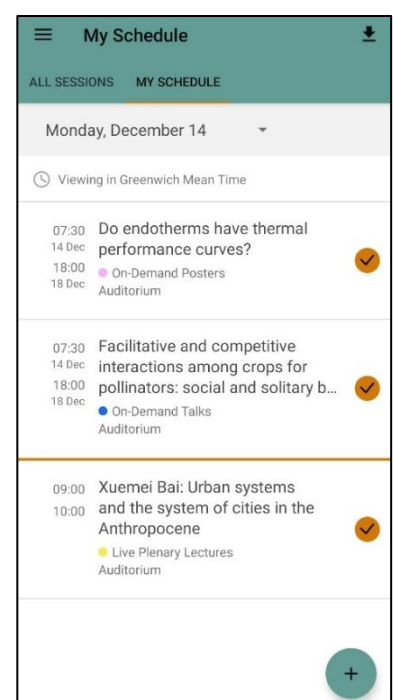 My Schedule
ALL SESSIONS MY SCHEDULE
Monday, December 14
Viewing in Greenwich Mean Time
07:30
14 Dec
18:00
18 Dec
Do endotherms have thermal
performance curves?
On-Demand Posters
Auditorium
07:30
14 Dec
18:00
18 Dec
Facilitative and competitive
interactions among crops for
pollinators: social and solitary b...
On-Demand Talks
Auditorium
09:00
10:00
Xuemei Bai: Urban systems
and the system of cities in the
Anthropocene
Live Plenary Lectures
Auditorium
+